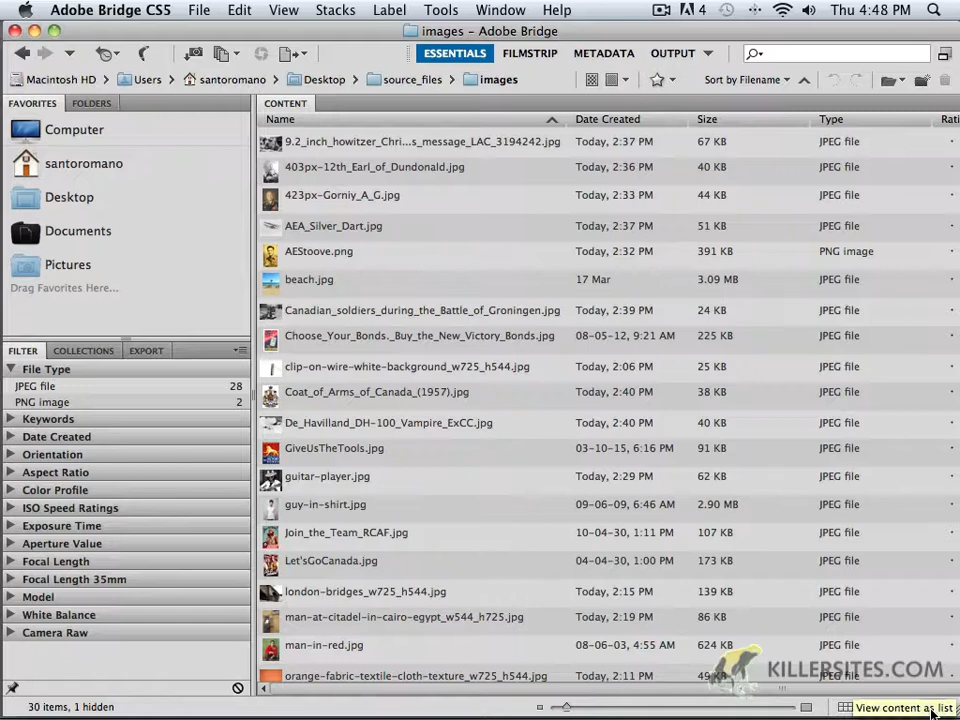 Adobe Bridge CS5 File Edit View Stacks Label Tools Window Help 4 Thu 4:48 PM
images – Adobe Bridge
ESSENTIALS FILMSTRIP METADATA OUTPUT
Macintosh HD Users santoromano Desktop source_files images Sort by Filename
FAVORITES FOLDERS
Computer
santoromano
Desktop
Documents
Pictures
Drag Favorites Here...
FILTER COLLECTIONS EXPORT
File Type
JPEG file 28
PNG image 2
Keywords
Date Created
Orientation
Aspect Ratio
Color Profile
ISO Speed Ratings
Exposure Time
Aperture Value
Focal Length
Focal Length 35mm
Model
White Balance
Camera Raw
CONTENT
Name Date Created Size Type Rati
9.2_inch_howitzer_Chri...s_message_LAC_3194242.jpg Today, 2:37 PM 67 KB JPEG file
403px-12th_Earl_of_Dundonald.jpg Today, 2:36 PM 40 KB JPEG file
423px-Gorniy_A_G.jpg Today, 2:33 PM 44 KB JPEG file
AEA_Silver_Dart.jpg Today, 2:37 PM 51 KB JPEG file
AEStoove.png Today, 2:32 PM 391 KB PNG image
beach.jpg 17 Mar 3.09 MB JPEG file
Canadian_soldiers_during_the_Battle_of_Groningen.jpg Today, 2:39 PM 24 KB JPEG file
Choose_Your_Bonds._Buy_the_New_Victory_Bonds.jpg 08-05-12, 9:21 AM 225 KB JPEG file
clip-on-wire-white-background_w725_h544.jpg Today, 2:06 PM 25 KB JPEG file
Coat_of_Arms_of_Canada_(1957).jpg Today, 2:40 PM 38 KB JPEG file
De_Havilland_DH-100_Vampire_ExCC.jpg Today, 2:40 PM 40 KB JPEG file
GiveUsTheTools.jpg 03-10-15, 6:16 PM 91 KB JPEG file
guitar-player.jpg Today, 2:29 PM 62 KB JPEG file
guy-in-shirt.jpg 09-06-09, 6:46 AM 2.90 MB JPEG file
Join_the_Team_RCAF.jpg 10-04-30, 1:11 PM 107 KB JPEG file
Let'sGoCanada.jpg 04-04-30, 1:00 PM 173 KB JPEG file
london-bridges_w725_h544.jpg Today, 2:15 PM 139 KB JPEG file
man-at-citadel-in-cairo-egypt_w544_h725.jpg Today, 2:19 PM 86 KB JPEG file
man-in-red.jpg 08-06-03, 4:55 AM 624 KB JPEG file
orange-fabric-textile-cloth-texture_w725_h544.jpg Today, 2:11 PM 49 KB JPEG file
KILLERSITES.COM
30 items, 1 hidden
View content as list